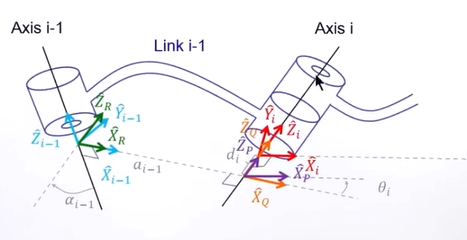 Axis i-1
Axis i
Link i-1
Ẑ_R
Ŷ_{i-1}
X̂_R
Ẑ_{i-1}
X̂_{i-1}
a_{i-1}
α_{i-1}
Ŷ_i
Ẑ_Q
Ẑ_i
Ẑ_P
d_i
X̂_i
X̂_P
X̂_Q
θ_i